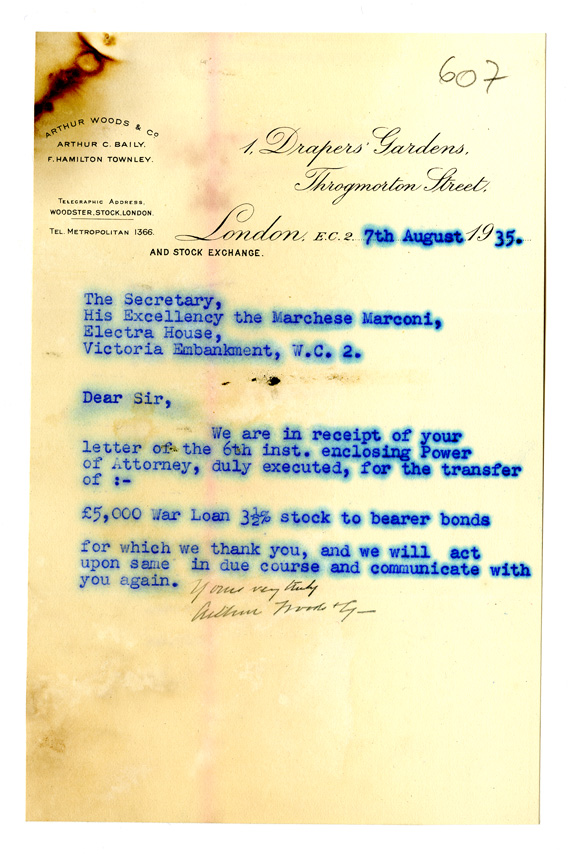 607
ARTHUR WOODS & Co
ARTHUR C. BAILY.
F. HAMILTON TOWNLEY.
TELEGRAPHIC ADDRESS.
WOODSTER, STOCK, LONDON.
TEL. METROPOLITAN 1366.
1, Drapers' Gardens,
Throgmorton Street,
London, E.C. 2. 7th August 1935.
AND STOCK EXCHANGE.
The Secretary,
His Excellency the Marchese Marconi,
Electra House,
Victoria Embankment, W.C. 2.
Dear Sir,
We are in receipt of your
letter of the 6th inst. enclosing Power
of Attorney, duly executed, for the transfer
of :-
£5,000 War Loan 3½% stock to bearer bonds
for which we thank you, and we will act
upon same in due course and communicate with
you again.
Yours very truly
Arthur Woods & Co